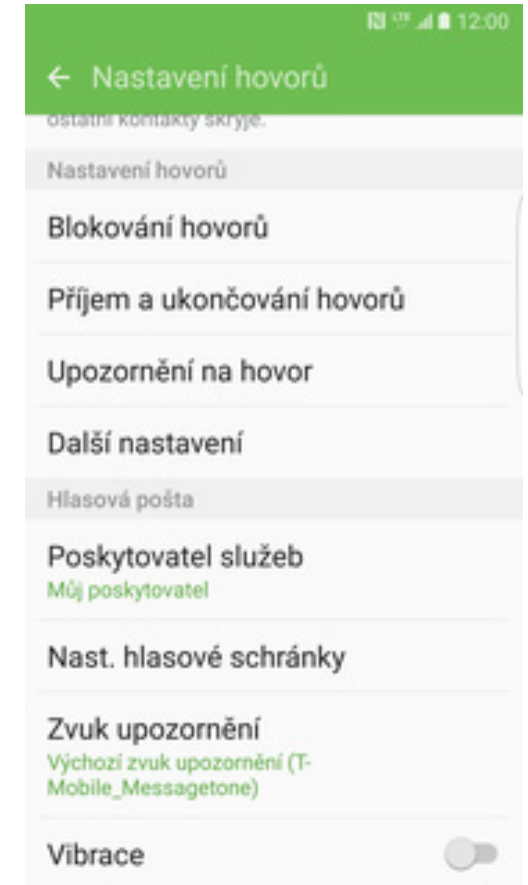 LTE 12:00
Nastavení hovorů
ostatní kontakty skryje.
Nastavení hovorů
Blokování hovorů
Příjem a ukončování hovorů
Upozornění na hovor
Další nastavení
Hlasová pošta
Poskytovatel služeb
Můj poskytovatel
Nast. hlasové schránky
Zvuk upozornění
Výchozí zvuk upozornění (T-
Mobile_Messagetone)
Vibrace